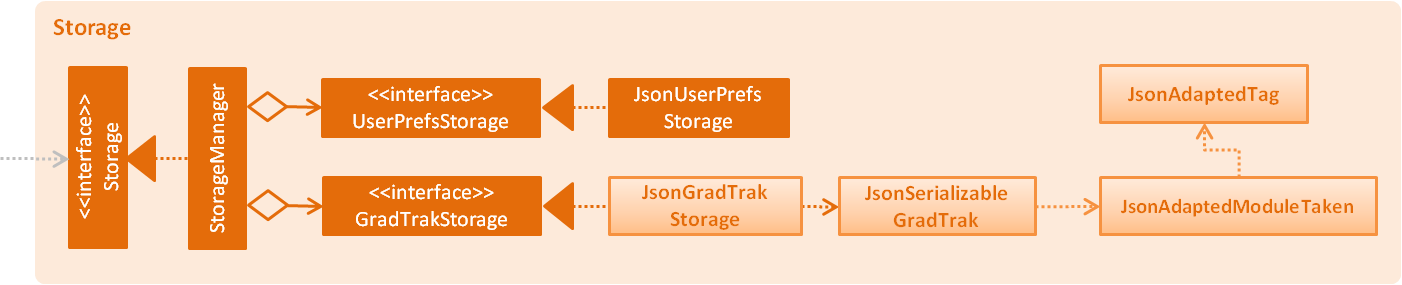 Storage
<<interface>>
Storage
StorageManager
<<interface>>
UserPrefsStorage
JsonUserPrefs
Storage
<<interface>>
GradTrakStorage
JsonGradTrak
Storage
JsonSerializable
GradTrak
JsonAdaptedTag
JsonAdaptedModuleTaken